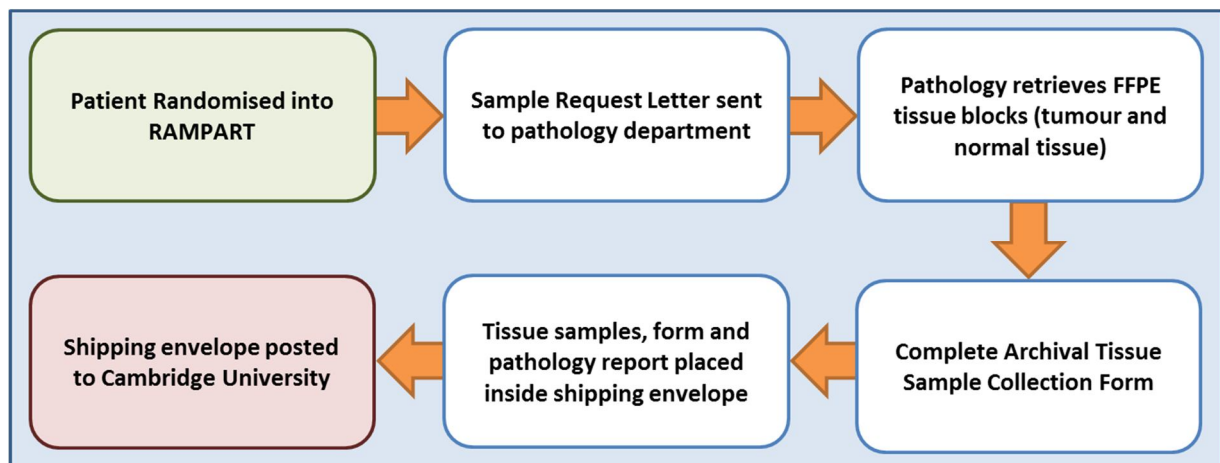 Patient Randomised into
RAMPART
Sample Request Letter sent
to pathology department
Pathology retrieves FFPE
tissue blocks (tumour and
normal tissue)
Complete Archival Tissue
Sample Collection Form
Tissue samples, form and
pathology report placed
inside shipping envelope
Shipping envelope posted
to Cambridge University